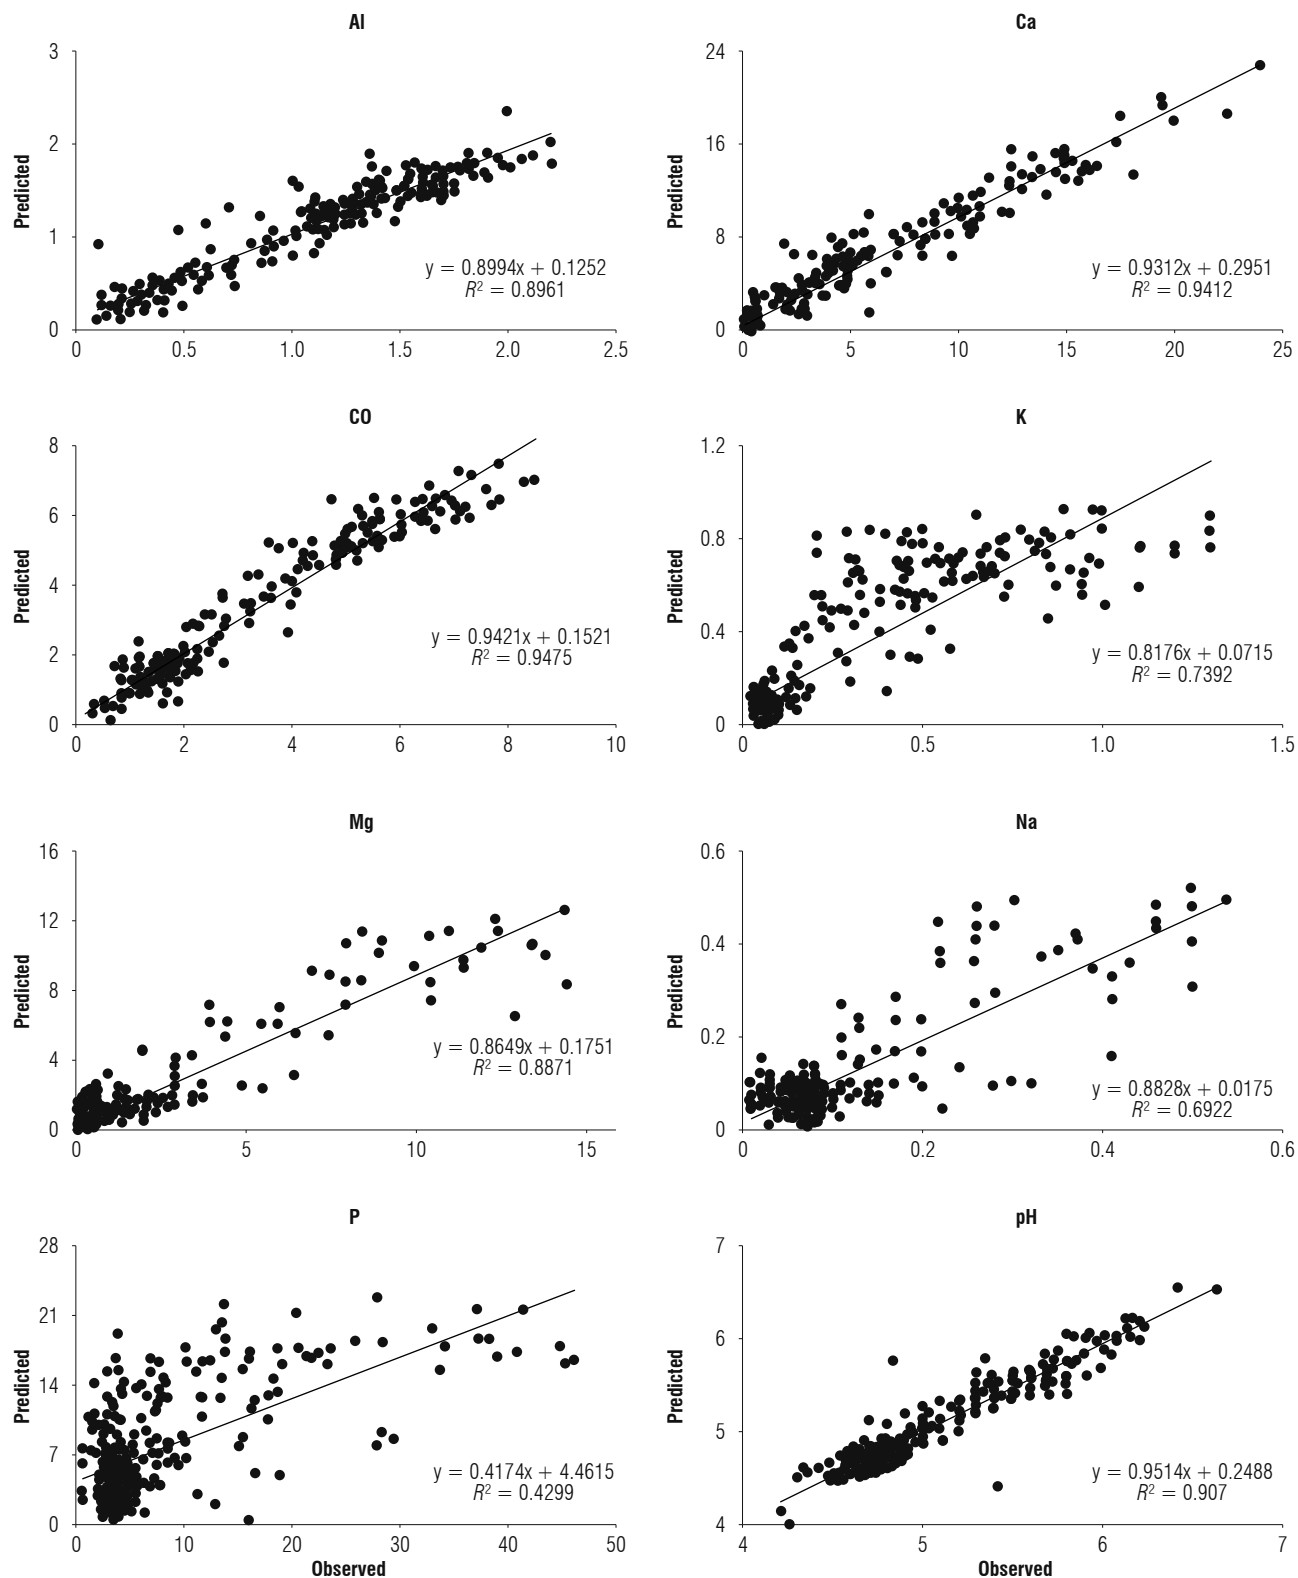 Al
3
2
1
0
Predicted
y = 0.8994x + 0.1252
R² = 0.8961
0 0.5 1.0 1.5 2.0 2.5
Ca
24
16
8
0
Predicted
y = 0.9312x + 0.2951
R² = 0.9412
0 5 10 15 20 25
CO
8
6
4
2
0
Predicted
y = 0.9421x + 0.1521
R² = 0.9475
0 2 4 6 8 10
K
1.2
0.8
0.4
0
Predicted
y = 0.8176x + 0.0715
R² = 0.7392
0 0.5 1.0 1.5
Mg
16
12
8
4
0
Predicted
y = 0.8649x + 0.1751
R² = 0.8871
0 5 10 15
Na
0.6
0.4
0.2
0
Predicted
y = 0.8828x + 0.0175
R² = 0.6922
0 0.2 0.4 0.6
P
28
21
14
7
0
Predicted
y = 0.4174x + 4.4615
R² = 0.4299
0 10 20 30 40 50
Observed
pH
7
6
5
4
Predicted
y = 0.9514x + 0.2488
R² = 0.907
4 5 6 7
Observed